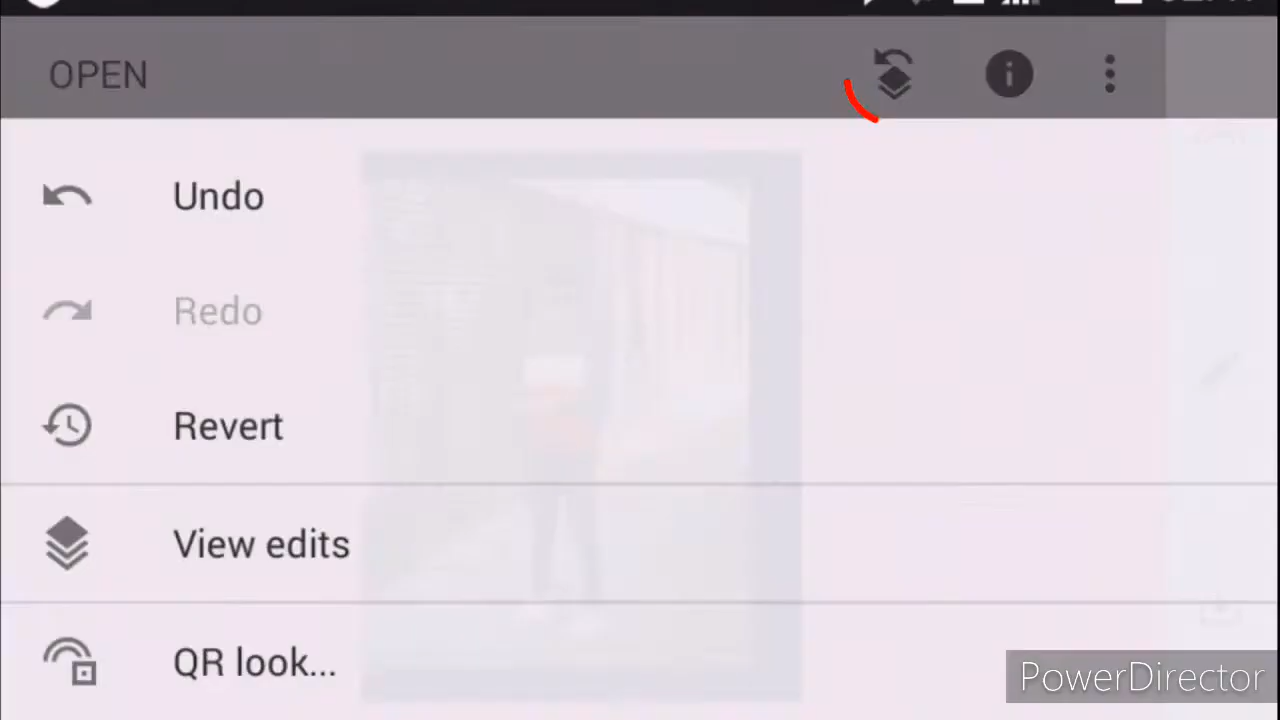 OPEN
Undo
Redo
Revert
View edits
QR look...
PowerDirector